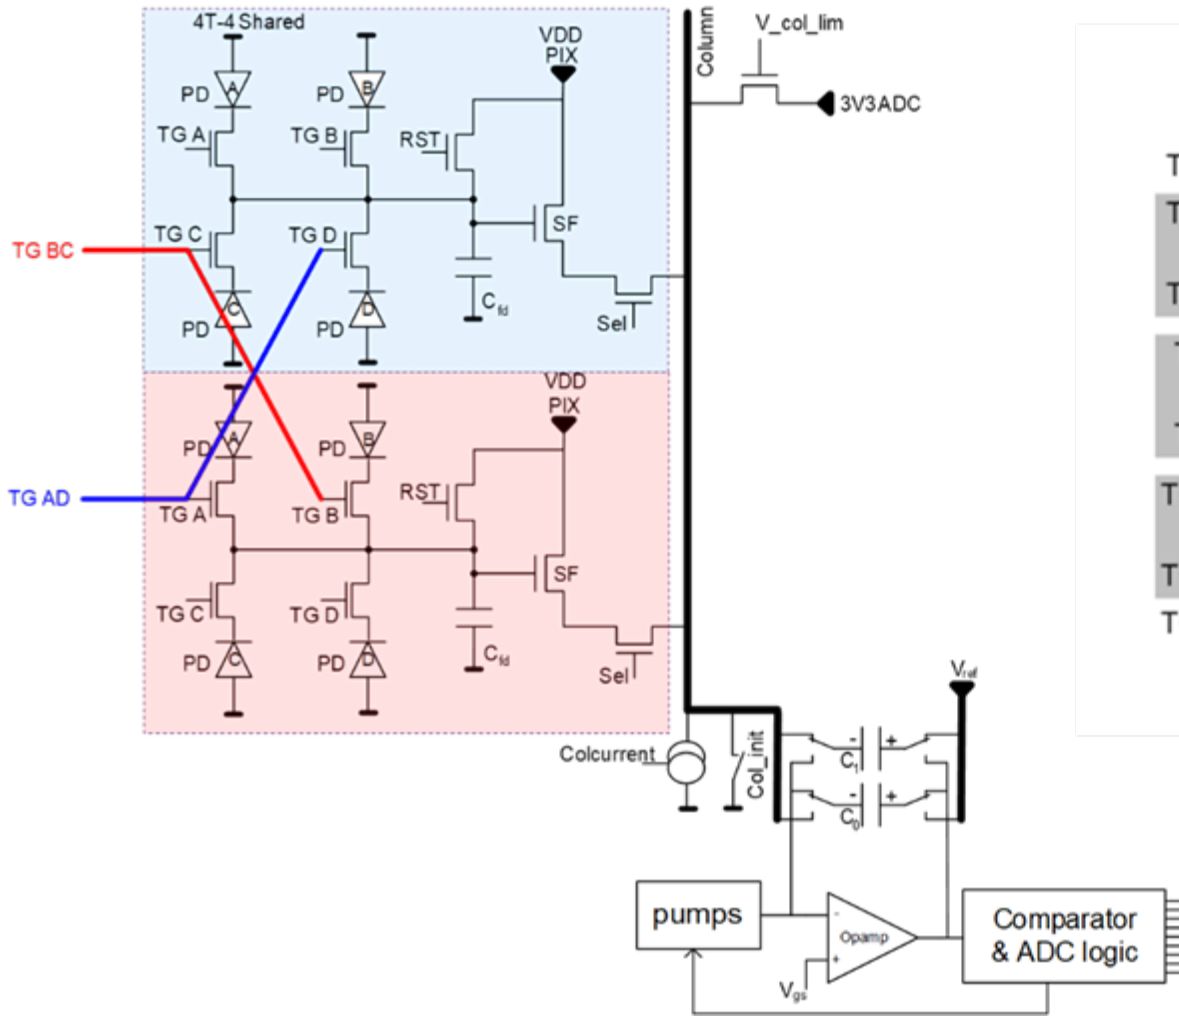 4T-4 Shared
VDD
PIX
Column
V_col_lim
3V3ADC
PD
A
PD
B
TG A
TG B
RST
SF
TG C
TG D
TG BC
C
D
PD
PD
Cfd
Sel
VDD
PIX
PD
A
PD
B
TG AD
TG A
TG B
RST
SF
TG C
TG D
PD
C
PD
D
Cfd
Sel
Vref
Colcurrent
Col_init
-
+
C1
-
+
C0
pumps
-
Opamp
+
Vgs
Comparator
& ADC logic
T
T
T
T
T
T